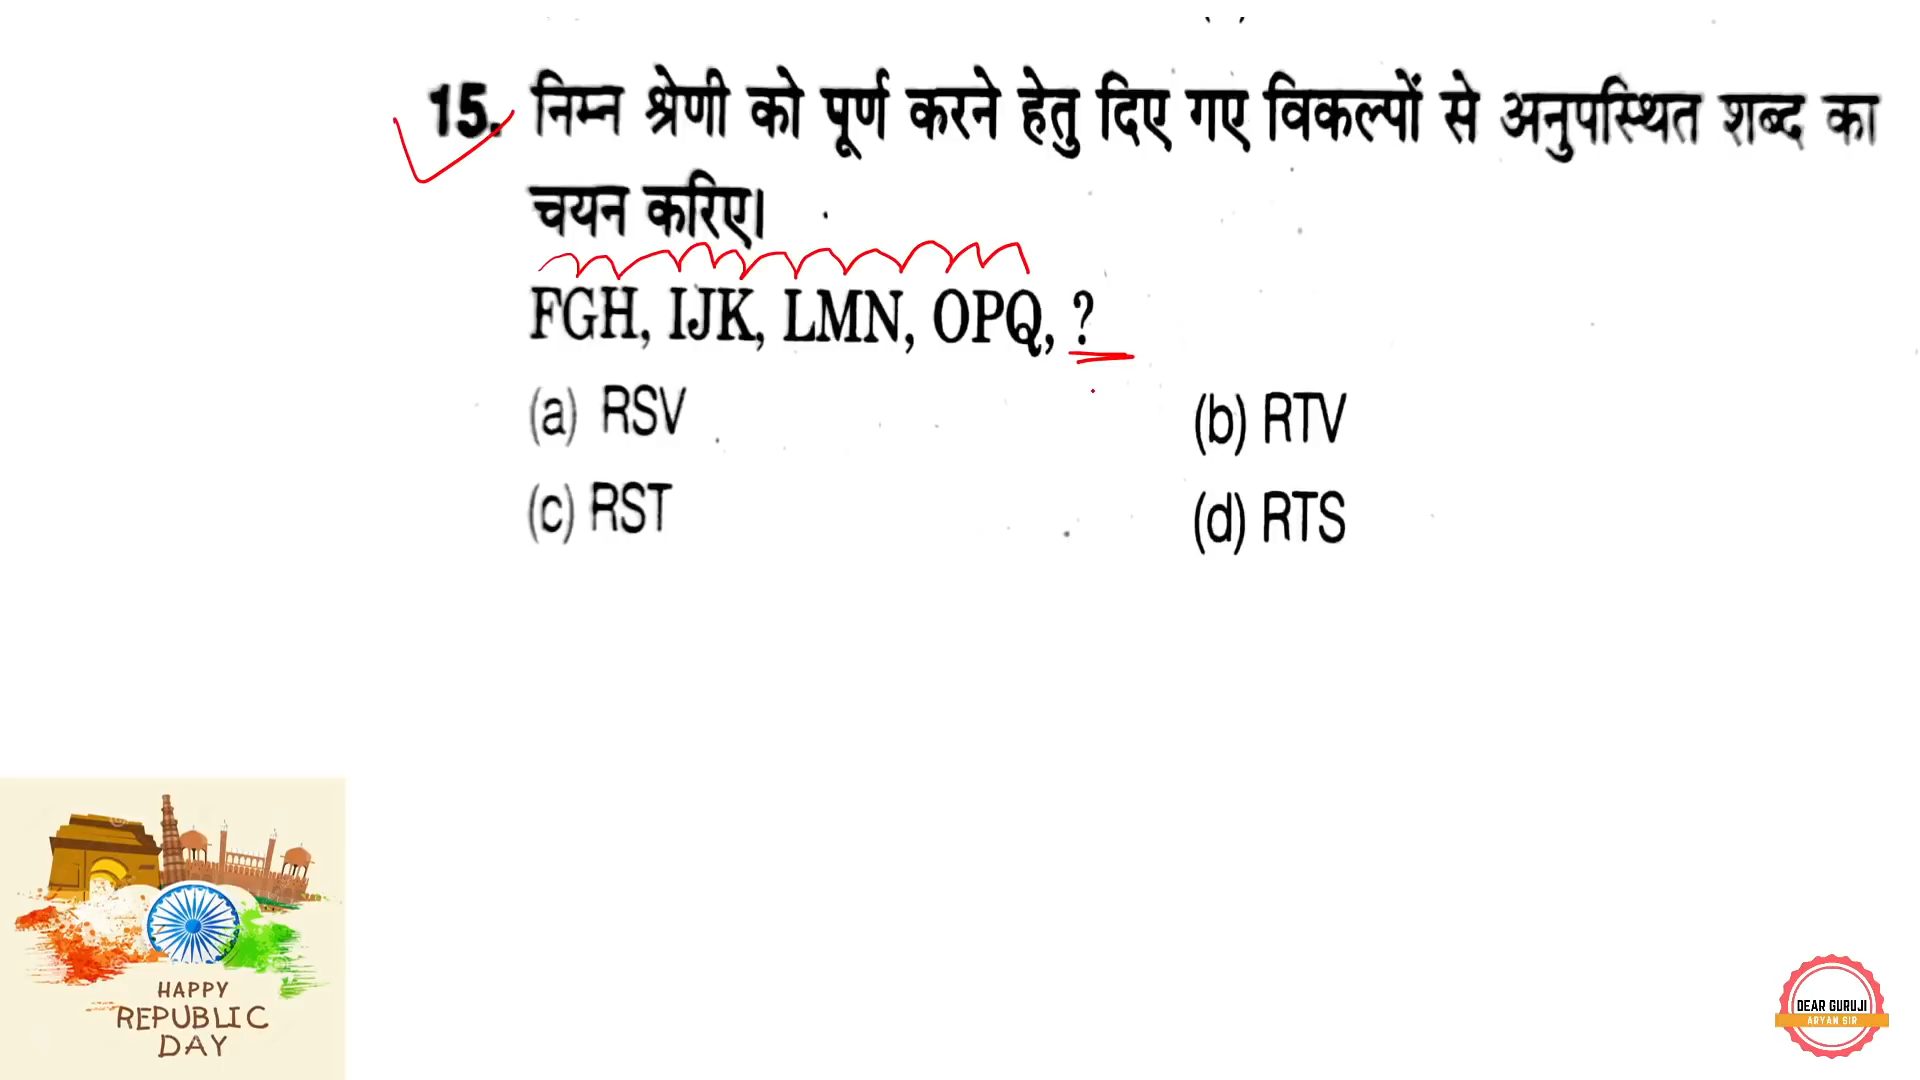 15. निम्न श्रेणी को पूर्ण करने हेतु दिए गए विकल्पों से अनुपस्थित शब्द का
चयन करिए।
FGH, IJK, LMN, OPQ, ?
(a) RSV
(b) RTV
(c) RST
(d) RTS
HAPPY
REPUBLIC
DAY
DEAR GURUJI
ARYAN SIR